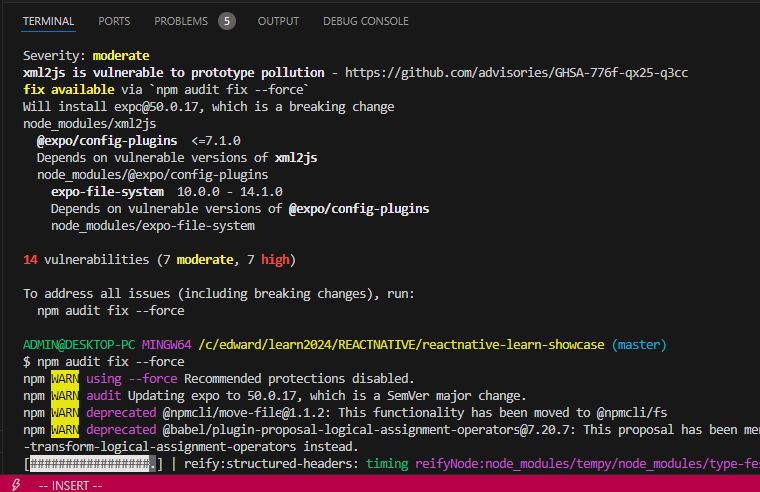 TERMINAL PORTS PROBLEMS 5 OUTPUT DEBUG CONSOLE
Severity: moderate
xml2js is vulnerable to prototype pollution - https://github.com/advisories/GHSA-776f-qx25-q3cc
fix available via `npm audit fix --force`
Will install expo@50.0.17, which is a breaking change
node_modules/xml2js
  @expo/config-plugins  <=7.1.0
  Depends on vulnerable versions of xml2js
  node_modules/@expo/config-plugins
    expo-file-system  10.0.0 - 14.1.0
    Depends on vulnerable versions of @expo/config-plugins
    node_modules/expo-file-system
14 vulnerabilities (7 moderate, 7 high)
To address all issues (including breaking changes), run:
  npm audit fix --force
ADMIN@DESKTOP-PC MINGW64 /c/edward/learn2024/REACTNATIVE/reactnative-learn-showcase (master)
$ npm audit fix --force
npm WARN using --force Recommended protections disabled.
npm WARN audit Updating expo to 50.0.17, which is a SemVer major change.
npm WARN deprecated @npmcli/move-file@1.1.2: This functionality has been moved to @npmcli/fs
npm WARN deprecated @babel/plugin-proposal-logical-assignment-operators@7.20.7: This proposal has been me
-transform-logical-assignment-operators instead.
[#################.] | reify:structured-headers: timing reifyNode:node_modules/tempy/node_modules/type-fe
-- INSERT --